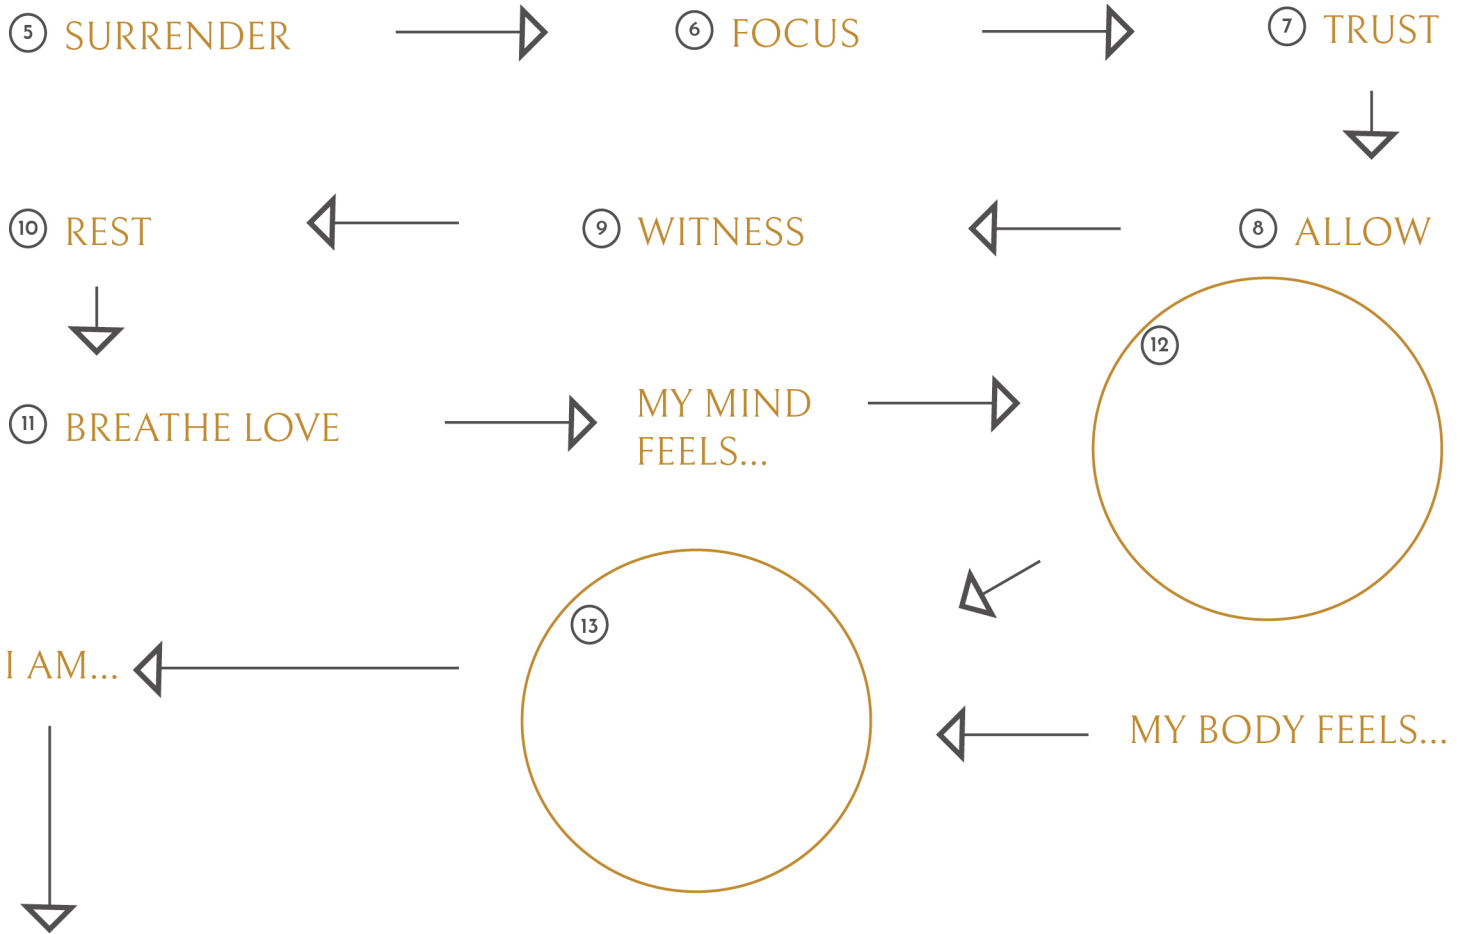 5 SURRENDER
6 FOCUS
7 TRUST
8 ALLOW
9 WITNESS
10 REST
11 BREATHE LOVE
MY MIND
FEELS...
12
MY BODY FEELS...
13
I AM...